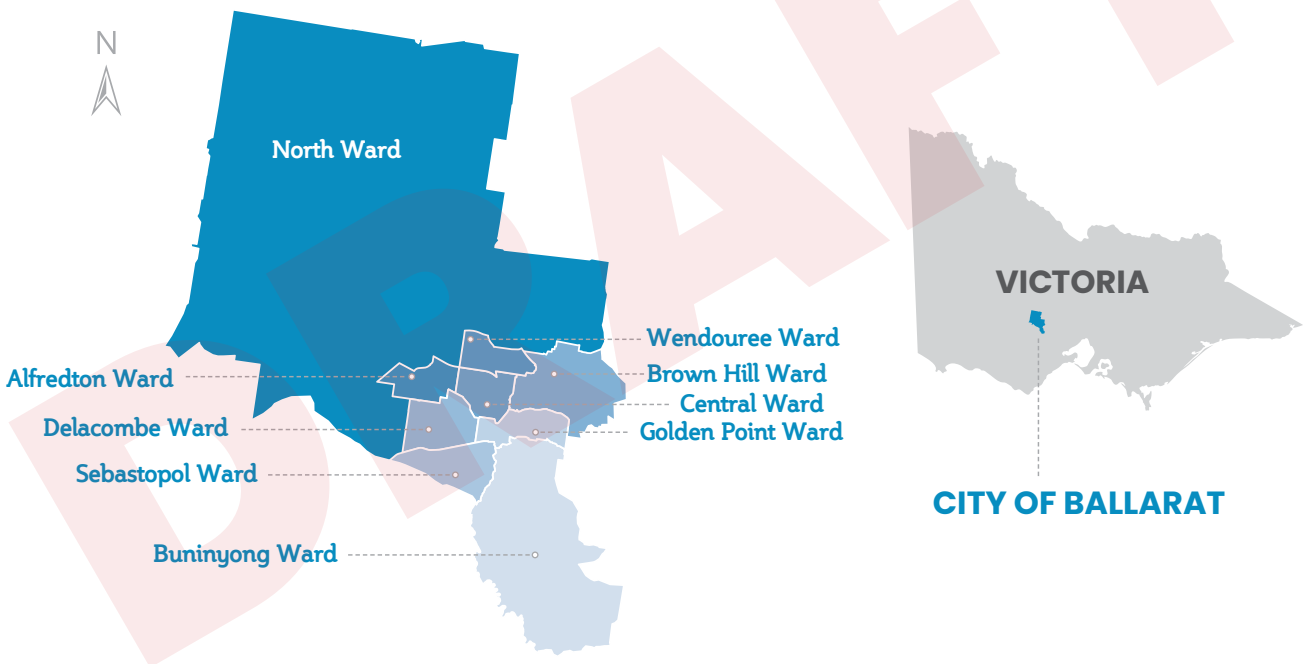 N
North Ward
Wendouree Ward
Alfredton Ward
Brown Hill Ward
Central Ward
Delacombe Ward
Golden Point Ward
Sebastopol Ward
Buninyong Ward
VICTORIA
CITY OF BALLARAT
DRAFT